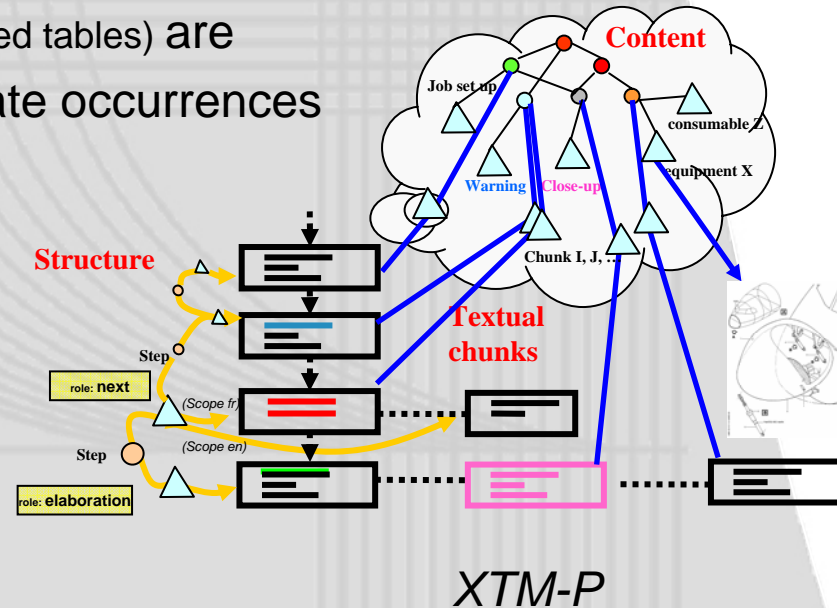 ed tables) are
ate occurrences
Content
Job set up
consumable Z
equipment X
Warning
Close-up
Chunk I, J, ...
Structure
Textual
chunks
Step
role: next
(Scope fr)
(Scope en)
Step
role: elaboration
XTM-P